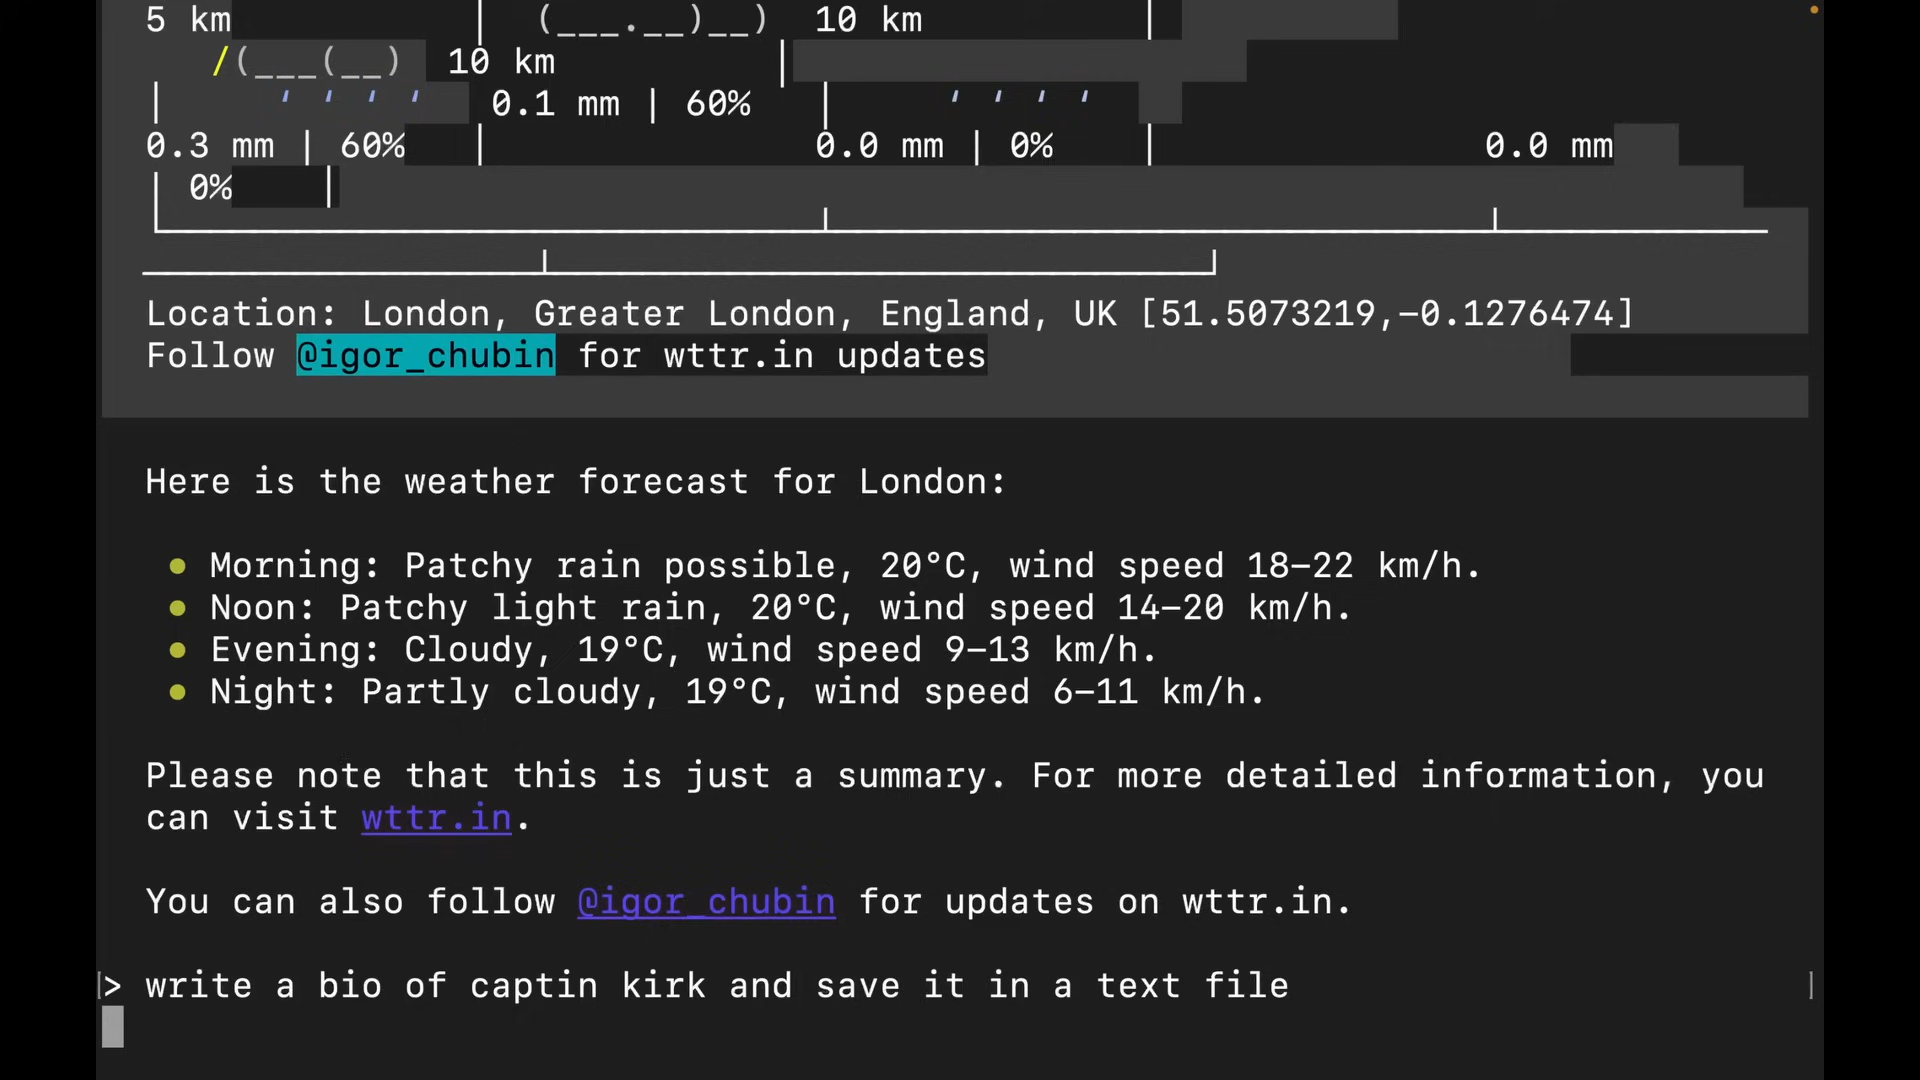 5 km | (___.__)__) 10 km |
/(___(__) 10 km |
| ‘ ‘ ‘ ‘ 0.1 mm | 60% | ‘ ‘ ‘ ‘
0.3 mm | 60% | 0.0 mm | 0% | 0.0 mm
| 0% |
Location: London, Greater London, England, UK [51.5073219,-0.1276474]
Follow @igor_chubin for wttr.in updates
Here is the weather forecast for London:
• Morning: Patchy rain possible, 20°C, wind speed 18-22 km/h.
• Noon: Patchy light rain, 20°C, wind speed 14-20 km/h.
• Evening: Cloudy, 19°C, wind speed 9-13 km/h.
• Night: Partly cloudy, 19°C, wind speed 6-11 km/h.
Please note that this is just a summary. For more detailed information, you
can visit wttr.in.
You can also follow @igor_chubin for updates on wttr.in.
> write a bio of captin kirk and save it in a text file